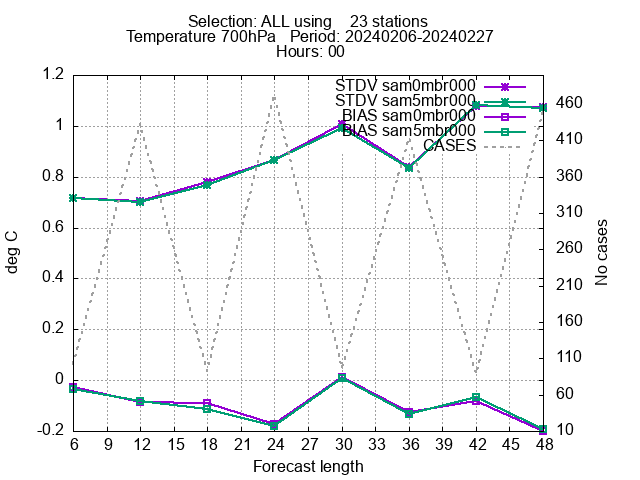 Selection: ALL using    23 stations
Temperature 700hPa   Period: 20240206-20240227
Hours: 00
STDV sam0mbr000
STDV sam5mbr000
BIAS sam0mbr000
BIAS sam5mbr000
CASES
1.2
1
0.8
0.6
0.4
0.2
0
-0.2
deg C
460
410
360
310
260
210
160
110
60
10
No cases
6 9 12 15 18 21 24 27 30 33 36 39 42 45 48
Forecast length